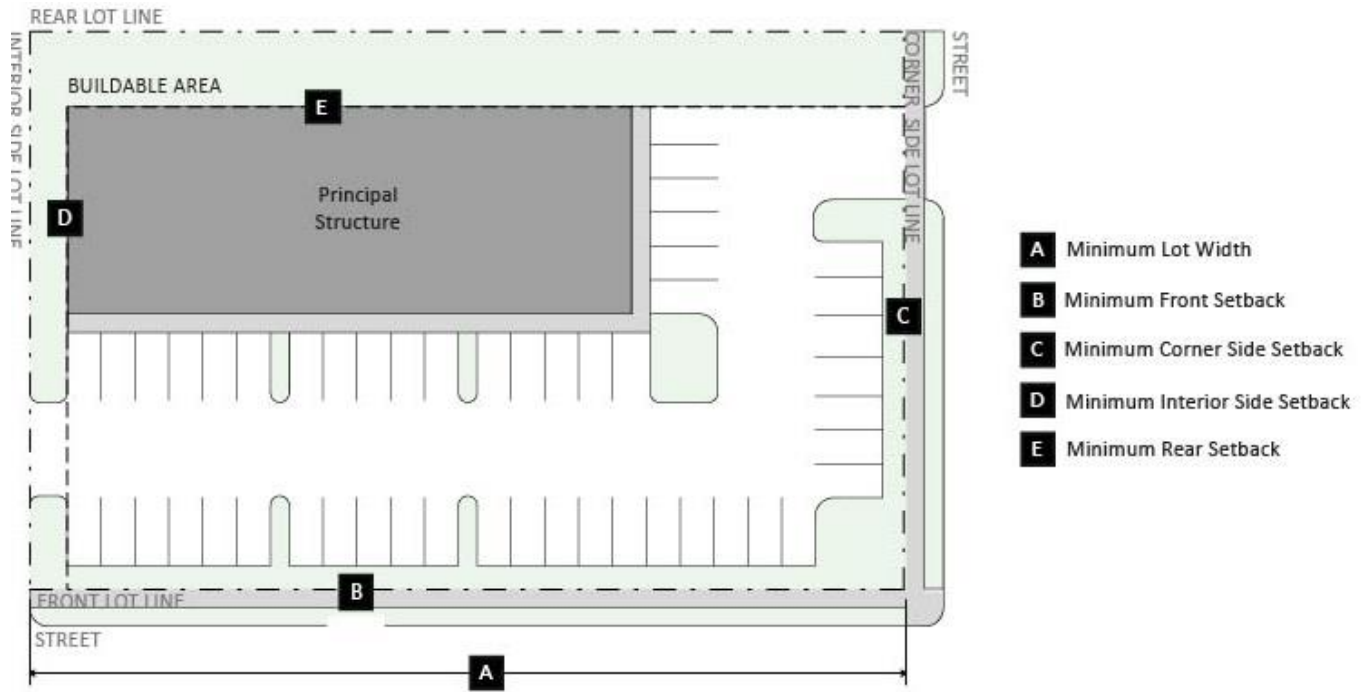 REAR LOT LINE
INTERIOR SIDE LOT LINE
CORNER SIDE LOT LINE
STREET
BUILDABLE AREA
E
Principal
Structure
D
C
B
FRONT LOT LINE
STREET
A
A Minimum Lot Width
B Minimum Front Setback
C Minimum Corner Side Setback
D Minimum Interior Side Setback
E Minimum Rear Setback